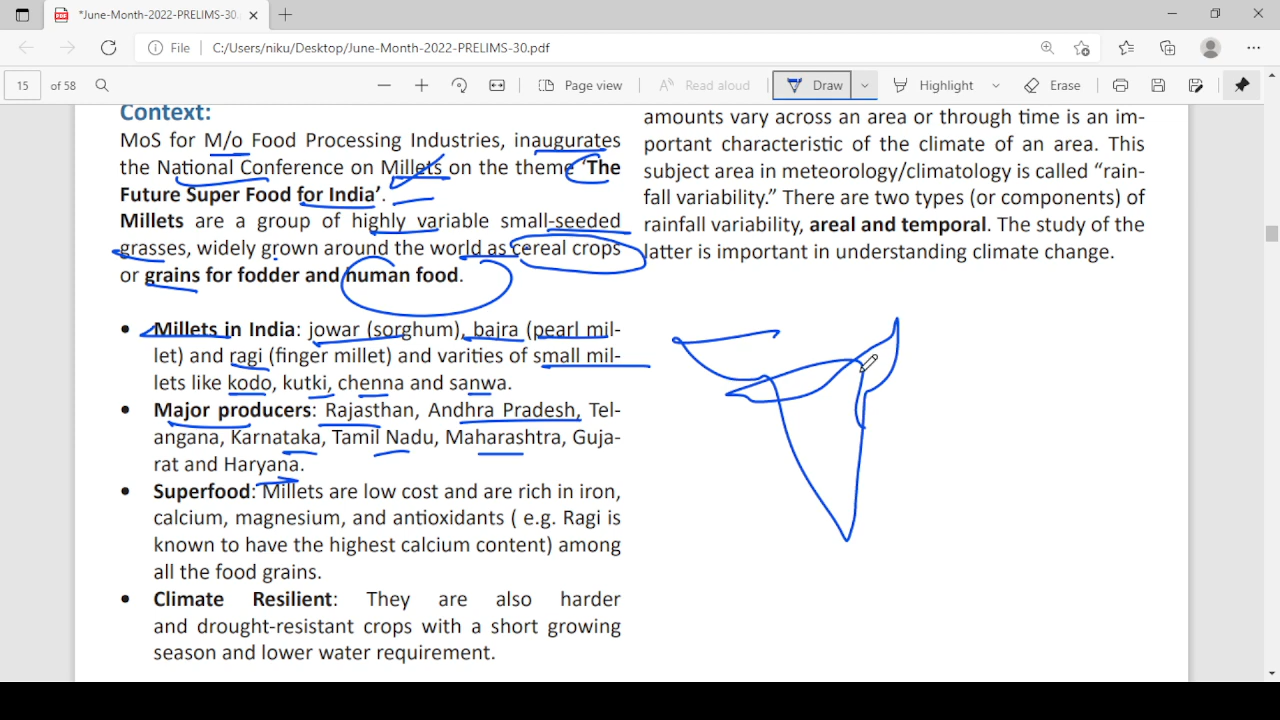 *June-Month-2022-PRELIMS-30.
File
C:/Users/niku/Desktop/June-Month-2022-PRELIMS-30.pdf
15
of 58
Page view
Read aloud
Draw
Highlight
Erase
Context:
MoS for M/o Food Processing Industries, inaugurates
the National Conference on Millets on the theme ‘The
Future Super Food for India’.
Millets are a group of highly variable small-seeded
grasses, widely grown around the world as cereal crops
or grains for fodder and human food.
• Millets in India: jowar (sorghum), bajra (pearl mil-
let) and ragi (finger millet) and varities of small mil-
lets like kodo, kutki, chenna and sanwa.
• Major producers: Rajasthan, Andhra Pradesh, Tel-
angana, Karnataka, Tamil Nadu, Maharashtra, Guja-
rat and Haryana.
• Superfood: Millets are low cost and are rich in iron,
calcium, magnesium, and antioxidants ( e.g. Ragi is
known to have the highest calcium content) among
all the food grains.
• Climate Resilient: They are also harder
and drought-resistant crops with a short growing
season and lower water requirement.
amounts vary across an area or through time is an im-
portant characteristic of the climate of an area. This
subject area in meteorology/climatology is called “rain-
fall variability.” There are two types (or components) of
rainfall variability, areal and temporal. The study of the
latter is important in understanding climate change.